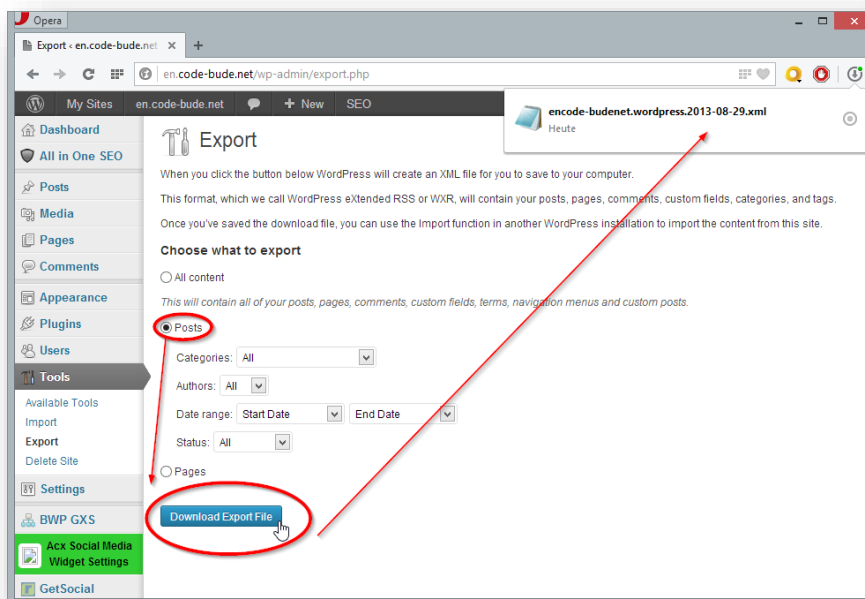 Opera
Export ‹ en.code-bude.net
en.code-bude.net/wp-admin/export.php
My Sites en.code-bude.net + New SEO
encode-budenet.wordpress.2013-08-29.xml
Heute
Dashboard
All in One SEO
Posts
Media
Pages
Comments
Appearance
Plugins
Users
Tools
Available Tools
Import
Export
Delete Site
Settings
BWP GXS
Acx Social Media
Widget Settings
GetSocial
Export
When you click the button below WordPress will create an XML file for you to save to your computer.
This format, which we call WordPress eXtended RSS or WXR, will contain your posts, pages, comments, custom fields, categories, and tags.
Once you've saved the download file, you can use the Import function in another WordPress installation to import the content from this site.
Choose what to export
All content
This will contain all of your posts, pages, comments, custom fields, terms, navigation menus and custom posts.
Posts
Categories: All
Authors: All
Date range: Start Date End Date
Status: All
Pages
Download Export File